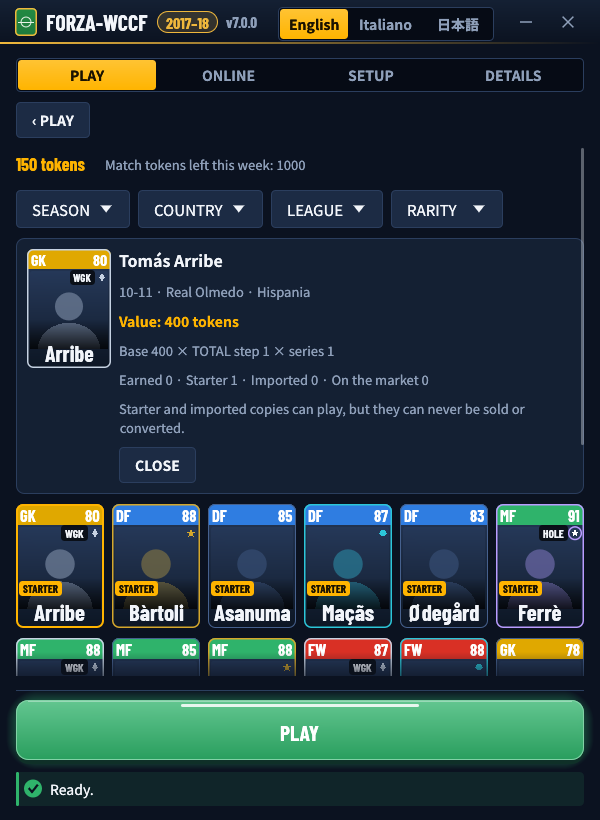 FORZA-WCCF 2017–18 v7.0.0 English Italiano 日本語
PLAY ONLINE SETUP DETAILS
‹ PLAY
150 tokens Match tokens left this week: 1000
SEASON COUNTRY LEAGUE RARITY
GK 80
WGK
Arribe
Tomás Arribe
10-11 · Real Olmedo · Hispania
Value: 400 tokens
Base 400 × TOTAL step 1 × series 1
Earned 0 · Starter 1 · Imported 0 · On the market 0
Starter and imported copies can play, but they can never be sold or
converted.
CLOSE
GK 80 DF 88 DF 85 DF 87 DF 83 MF 91
WGK HOLE
STARTER STARTER STARTER STARTER STARTER STARTER
Arribe Bàrtoli Asanuma Maçãs Ødegård Ferrè
MF 88 MF 85 MF 88 FW 87 FW 88 GK 78
WGK WGK
PLAY
Ready.